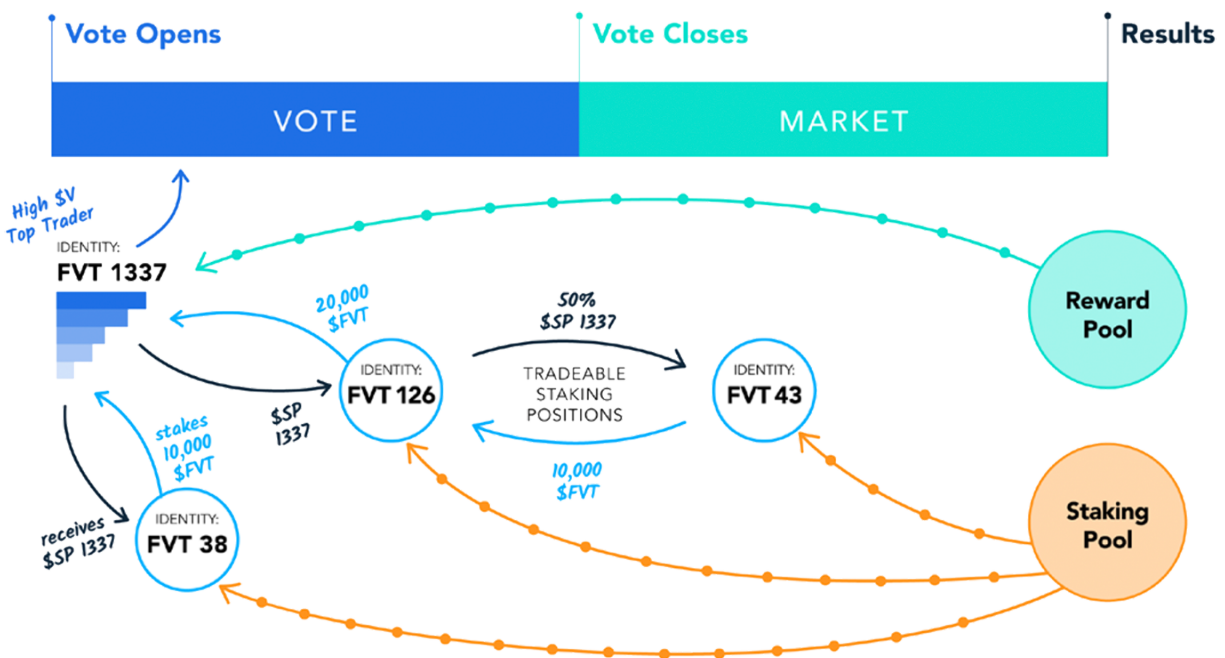 Vote Opens
Vote Closes
Results
VOTE
MARKET
High $V
Top Trader
IDENTITY:
FVT 1337
20,000
$FVT
50%
$SP 1337
Reward
Pool
IDENTITY:
FVT 126
TRADEABLE
STAKING
POSITIONS
IDENTITY:
FVT 43
$SP
1337
stakes
10,000
$FVT
10,000
$FVT
receives
$SP 1337
IDENTITY:
FVT 38
Staking
Pool